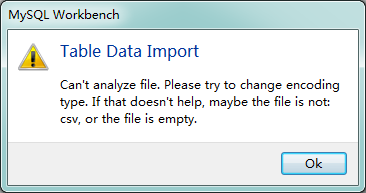 MySQL Workbench
Table Data Import
Can't analyze file. Please try to change encoding
type. If that doesn't help, maybe the file is not:
csv, or the file is empty.
Ok